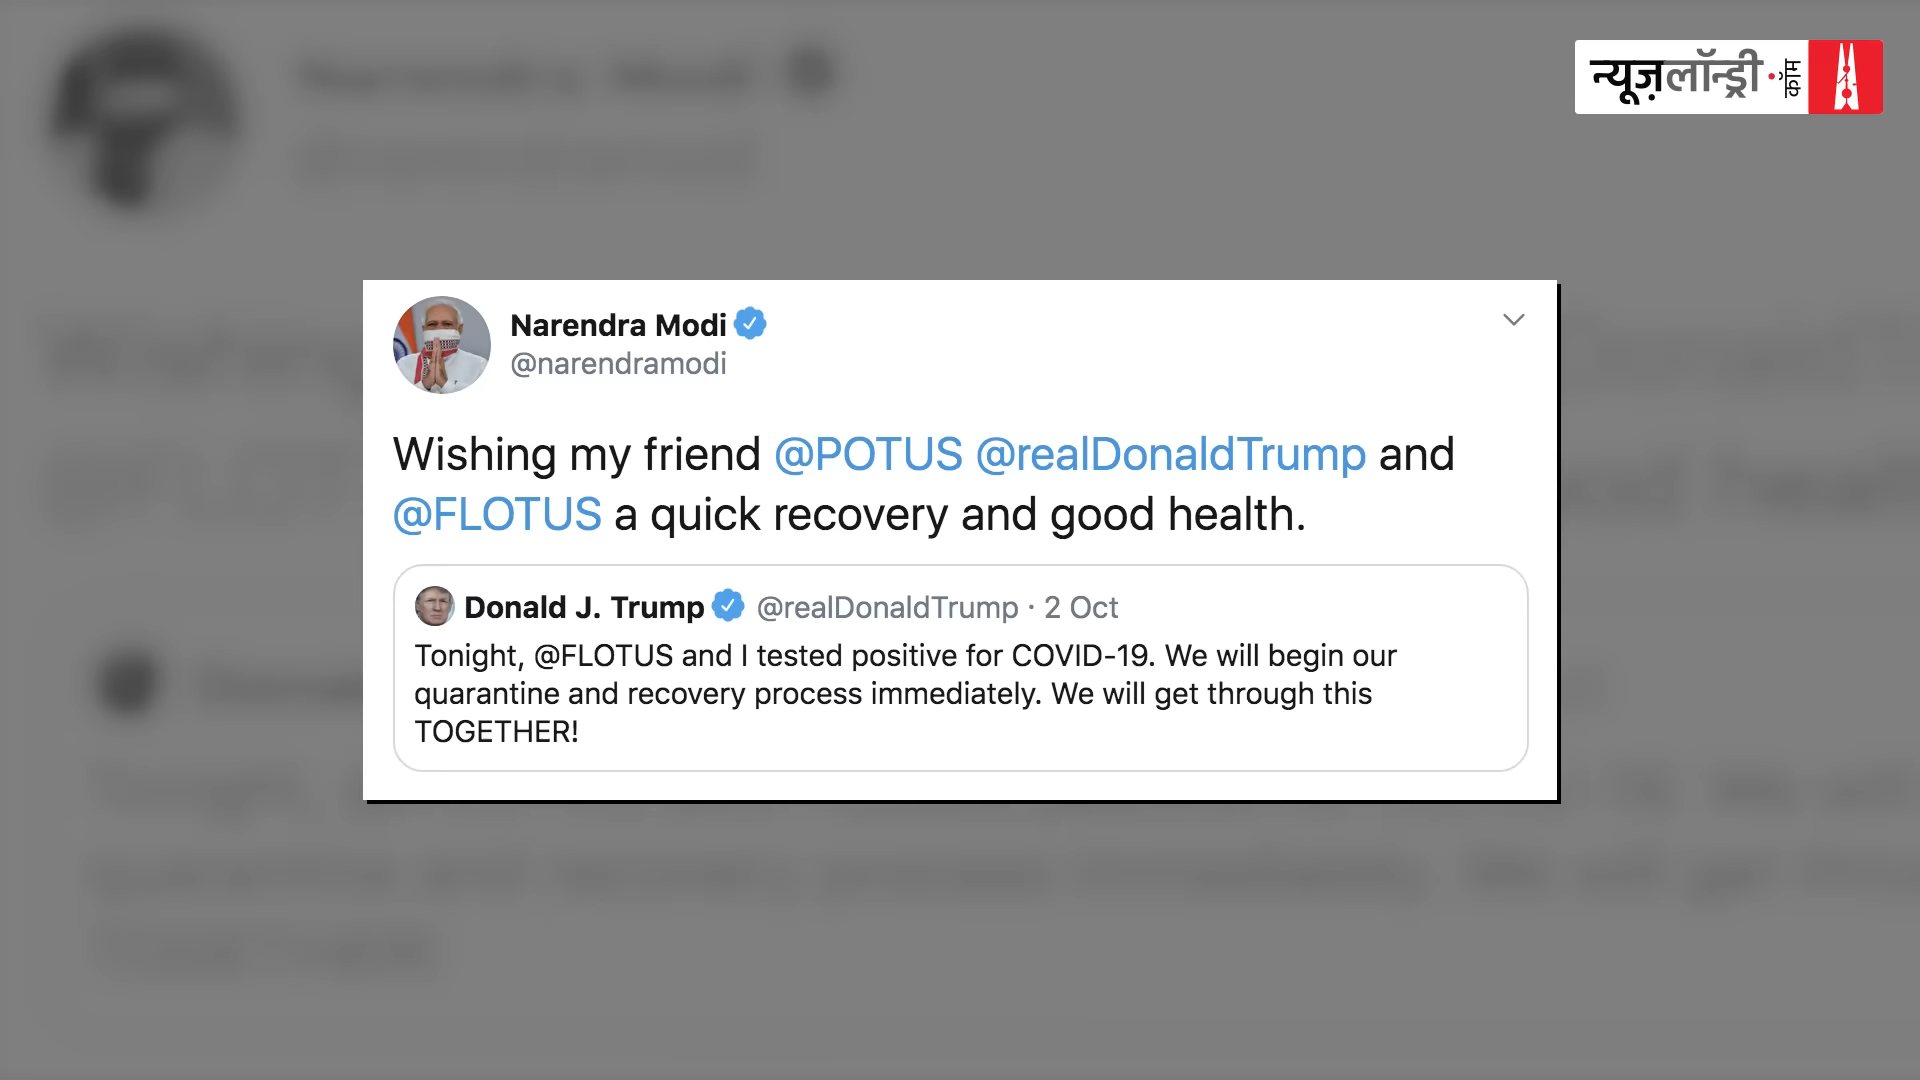 न्यूज़लॉन्ड्री.कॉम
Narendra Modi
@narendramodi
Wishing my friend @POTUS @realDonaldTrump and
@FLOTUS a quick recovery and good health.
Donald J. Trump @realDonaldTrump · 2 Oct
Tonight, @FLOTUS and I tested positive for COVID-19. We will begin our
quarantine and recovery process immediately. We will get through this
TOGETHER!